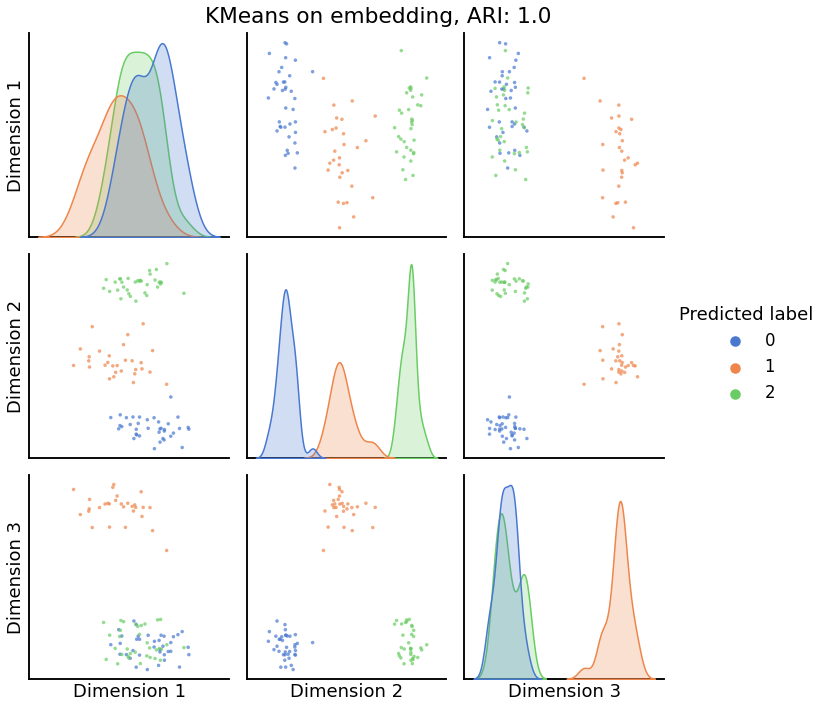 KMeans on embedding, ARI: 1.0
Dimension 1
Dimension 2
Predicted label
0
1
2
Dimension 3
Dimension 1
Dimension 2
Dimension 3